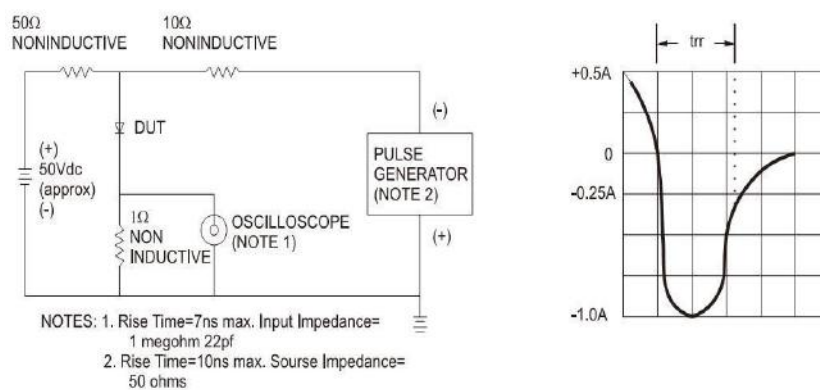 50Ω
NONINDUCTIVE
10Ω
NONINDUCTIVE
DUT
(+)
50Vdc
(approx)
(-)
1Ω
NON
INDUCTIVE
OSCILLOSCOPE
(NOTE 1)
(-)
PULSE
GENERATOR
(NOTE 2)
(+)
NOTES: 1. Rise Time=7ns max. Input Impedance=
1 megohm 22pf
2. Rise Time=10ns max. Sourse Impedance=
50 ohms
trr
+0.5A
0
-0.25A
-1.0A